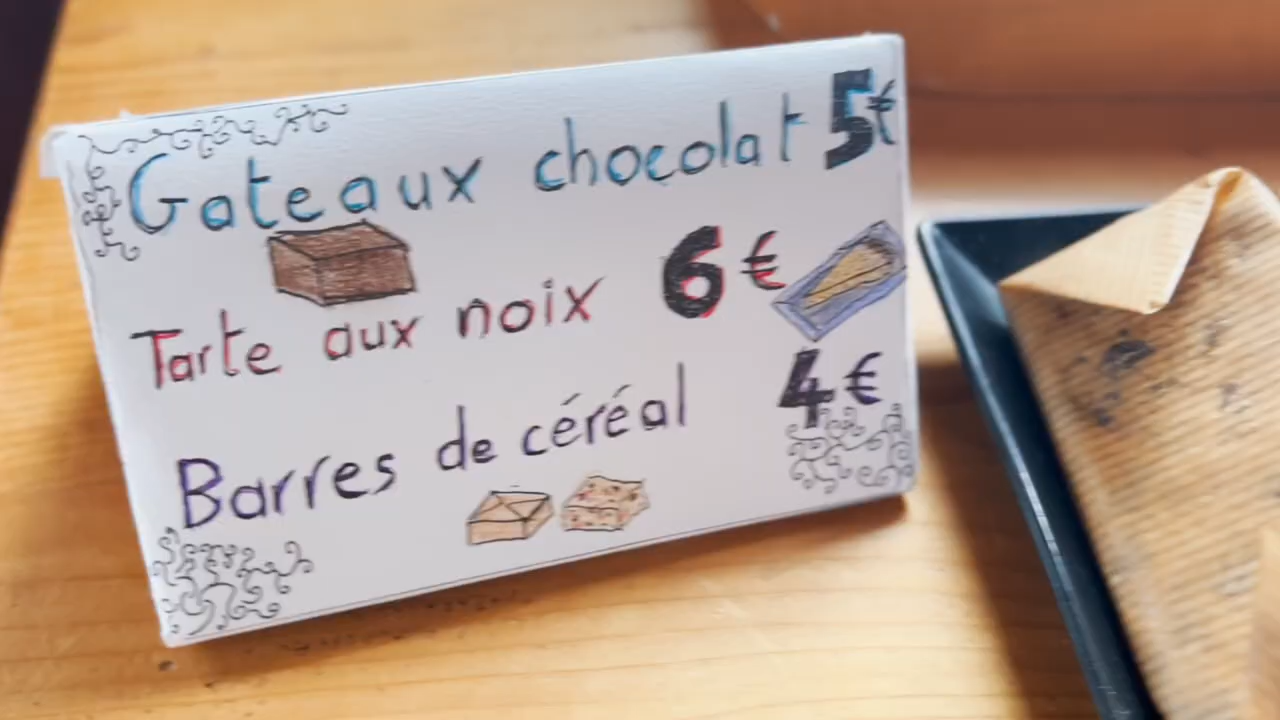 Gateaux chocolat 5€
Tarte aux noix 6€
Barres de céréal 4€